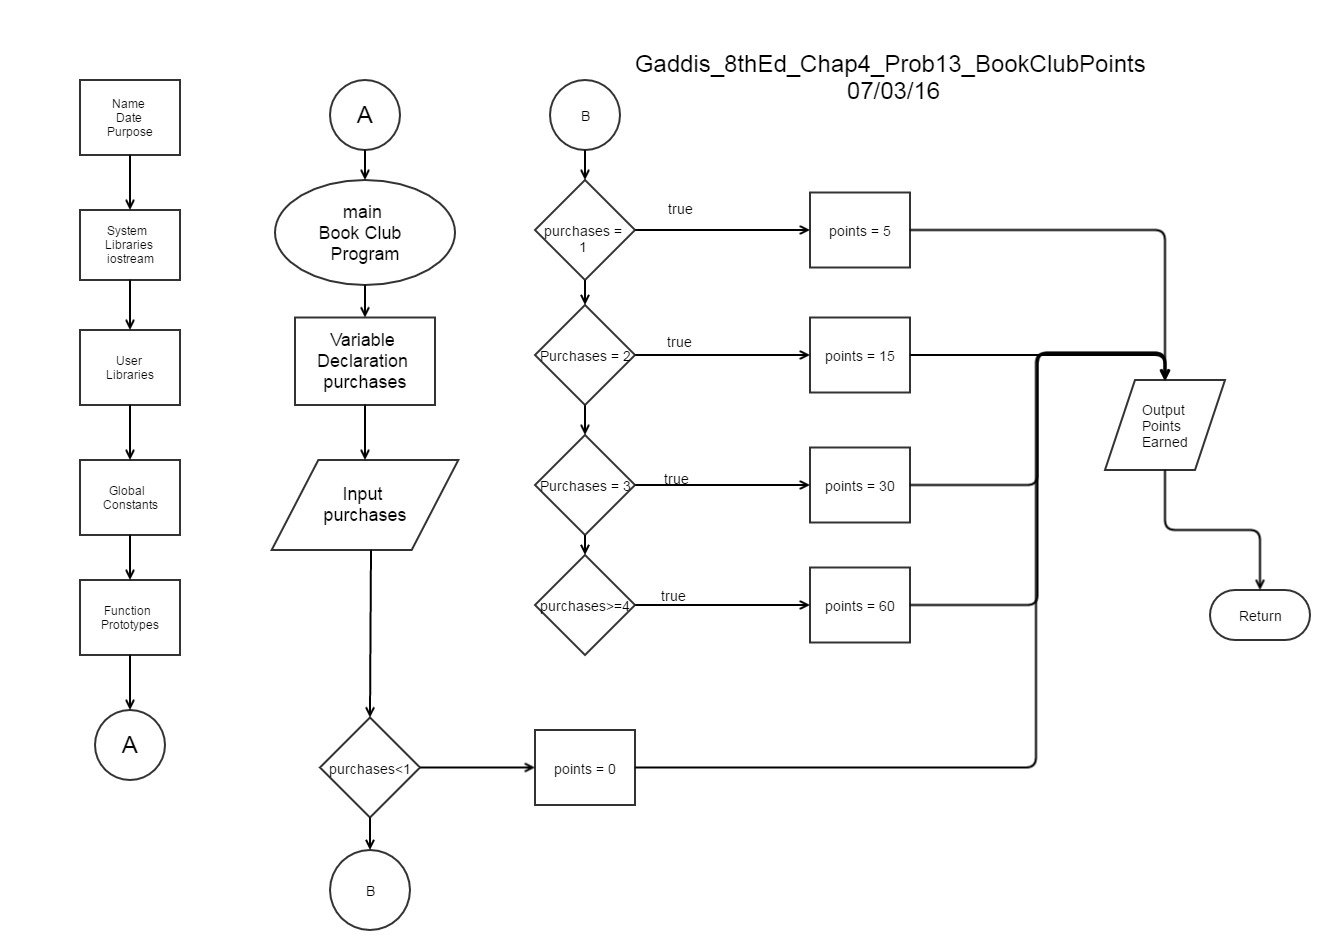 Gaddis_8thEd_Chap4_Prob13_BookClubPoints
07/03/16
Name
Date
Purpose
System
Libraries
iostream
User
Libraries
Global
Constants
Function
Prototypes
A
A
main
Book Club
Program
Variable
Declaration
purchases
Input
purchases
purchases<1
points = 0
B
B
purchases =
1
true
points = 5
Purchases = 2
true
points = 15
Purchases = 3
true
points = 30
purchases>=4
true
points = 60
Output
Points
Earned
Return